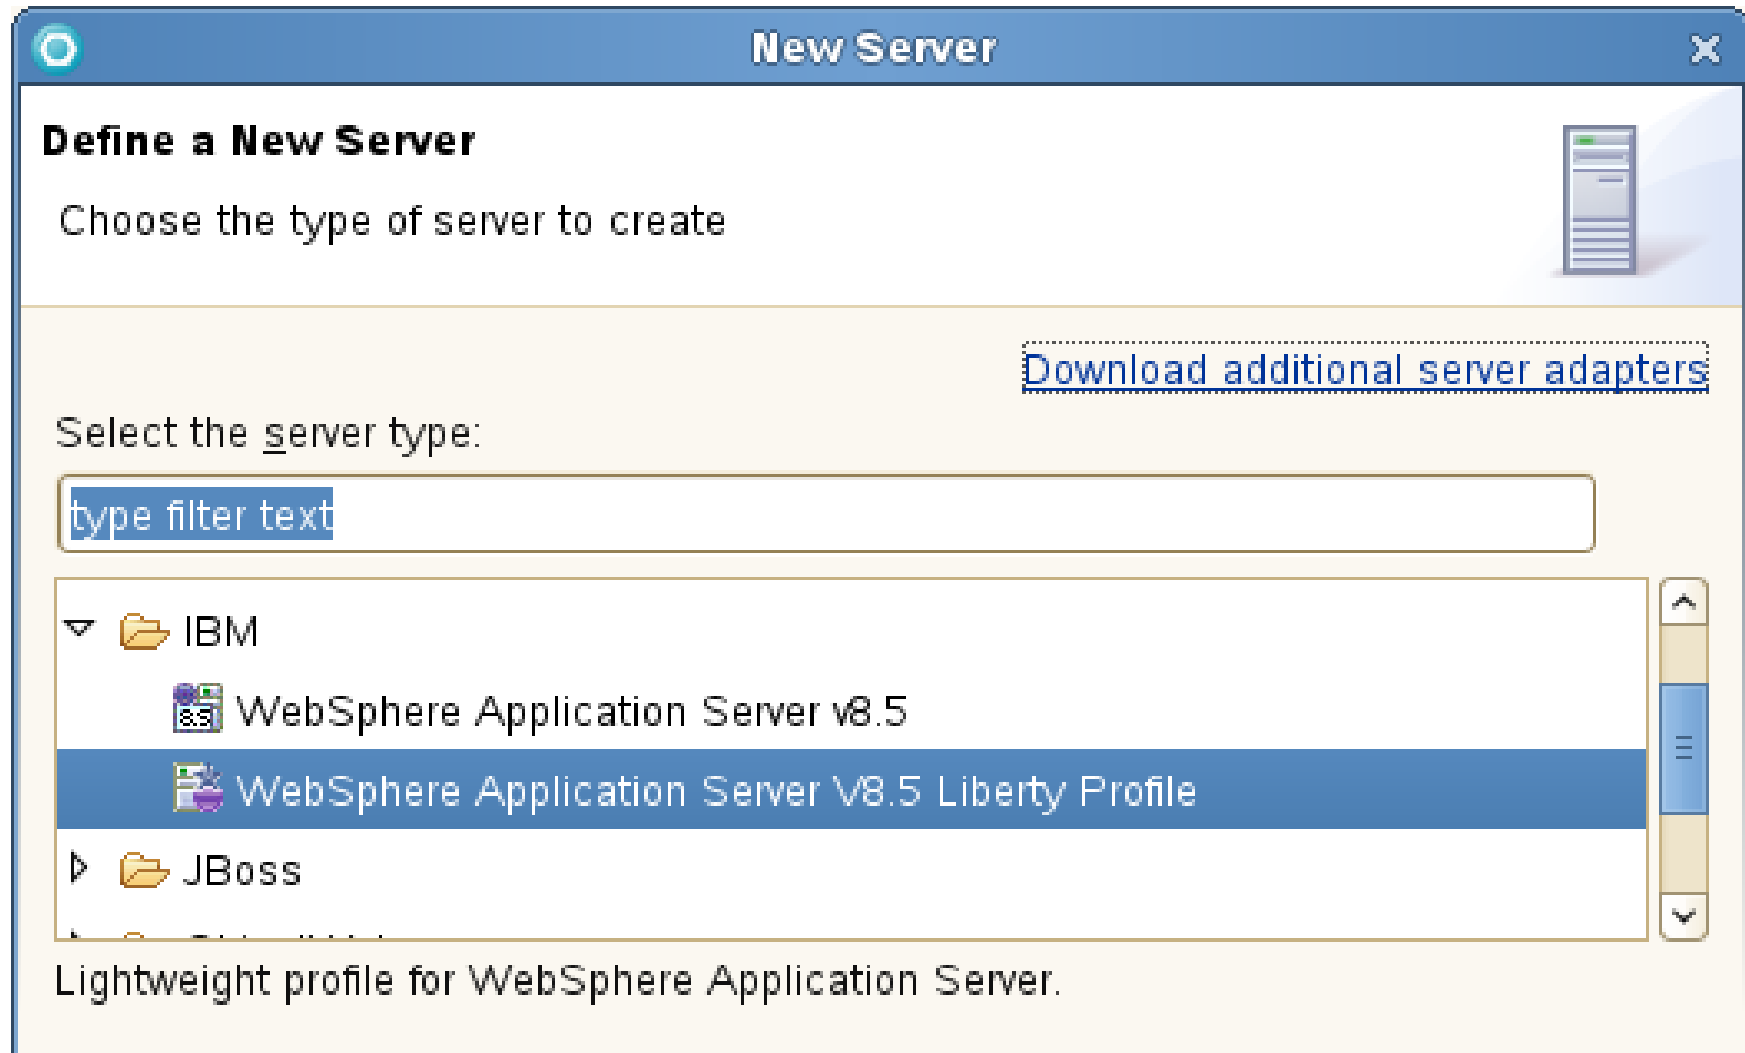 New Server
Define a New Server
Choose the type of server to create
Download additional server adapters
Select the server type:
type filter text
IBM
8.5
WebSphere Application Server v8.5
WebSphere Application Server V8.5 Liberty Profile
JBoss
Lightweight profile for WebSphere Application Server.